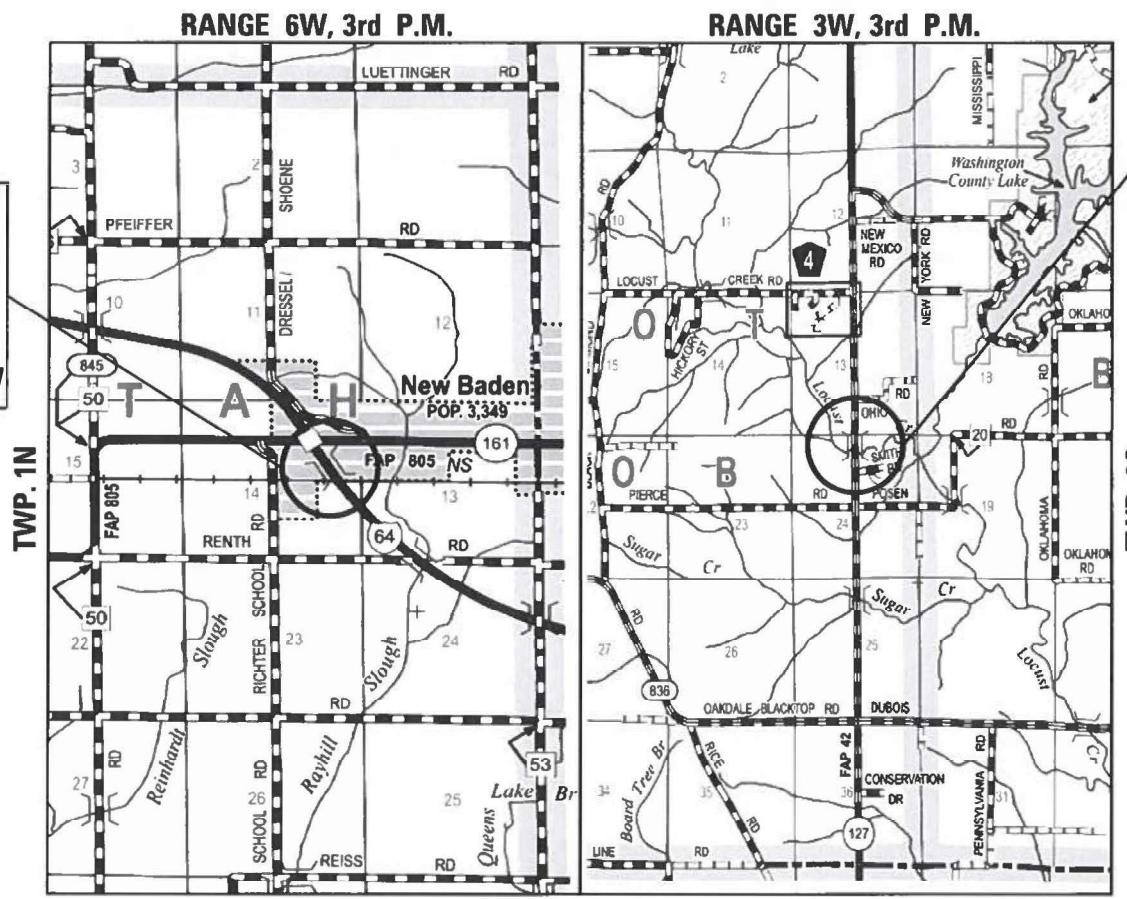 RANGE 6W, 3rd P.M.
RANGE 3W, 3rd P.M.
TWP. 1N
LUETTINGER RD
3
2
SHOENE
PFEIFFER RD
DRESSEL /
10
11
12
845
50
T A H
New Baden
POP. 3,349
161
FAP 805
NS
15
14
13
FAP 805
RD
64
RENTH RD
50
22
Slough
RICHTER SCHOOL
23
Slough
24
RD
27
RD
Reinhardt
SCHOOL RD
26
Rayhill
25
53
Lake Br
Queens
REISS RD
Lake
2
MISSISSIPPI
Washington
County Lake
RD
10
11
12
NEW
MEXICO
RD
NEW YORK RD
4
LOCUST CREEK RD
OKLAHO
O T
HICKORY
ST
15
14
13
Locust
18
RD
B
RD
OHIO
20
RD
SMITH
O B
PIERCE RD
POSEN
23
24
19
OKLAHOMA
OKLAHOM
RD
Sugar Cr
Sugar Cr
RD
27
26
25
Locust
836
OAKDALE BLACKTOP RD
DUBOIS
Cr
RICE
RD
FAP 42
CONSERVATION
DR
34
Board Tree Br
35
36
PENNSYLVANIA RD
31
127
LINE RD